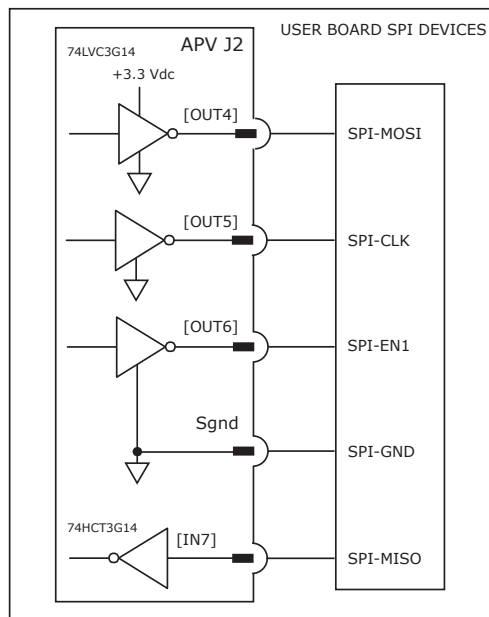 USER BOARD SPI DEVICES
APV J2
74LVC3G14
+3.3 Vdc
[OUT4]
SPI-MOSI
[OUT5]
SPI-CLK
[OUT6]
SPI-EN1
Sgnd
SPI-GND
74HCT3G14
[IN7]
SPI-MISO